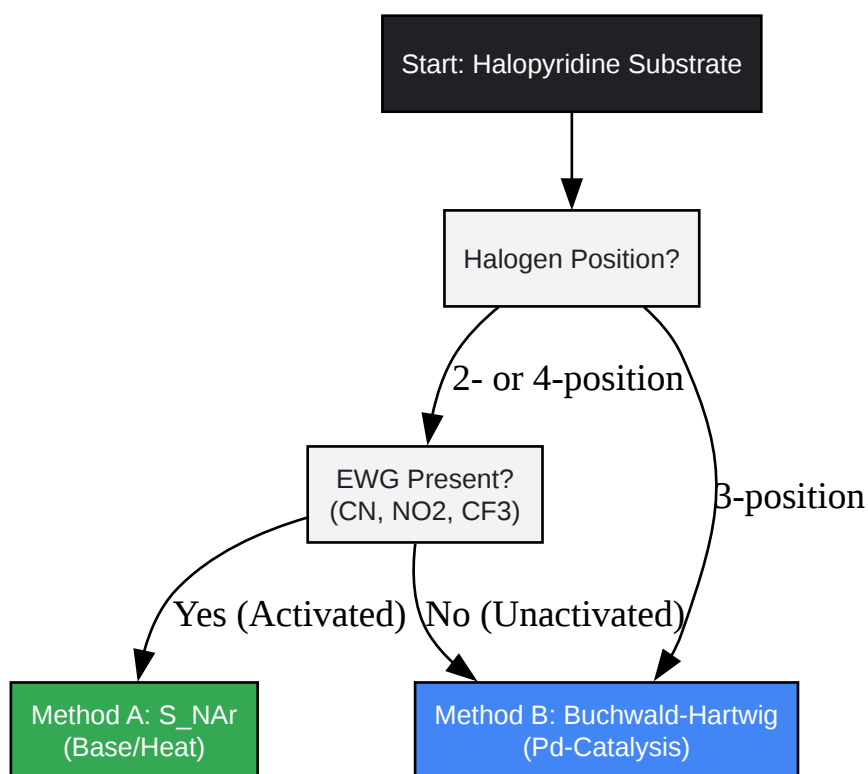 Start: Halopyridine Substrate
Halogen Position?
2- or 4-position
3-position
EWG Present?
(CN, NO2, CF3)
Yes (Activated)
No (Unactivated)
Method A: S_NAr
(Base/Heat)
Method B: Buchwald-Hartwig
(Pd-Catalysis)